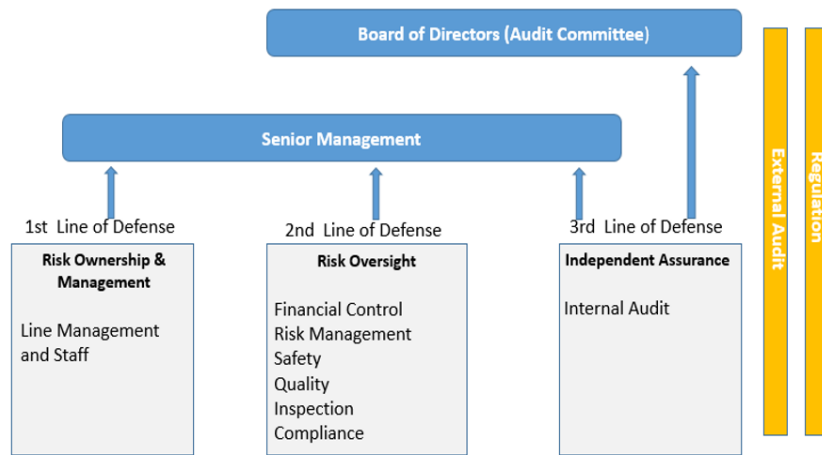 Board of Directors (Audit Committee)
Senior Management
1st Line of Defense
Risk Ownership &
Management
Line Management
and Staff
2nd Line of Defense
Risk Oversight
Financial Control
Risk Management
Safety
Quality
Inspection
Compliance
3rd Line of Defense
Independent Assurance
Internal Audit
External Audit
Regulation